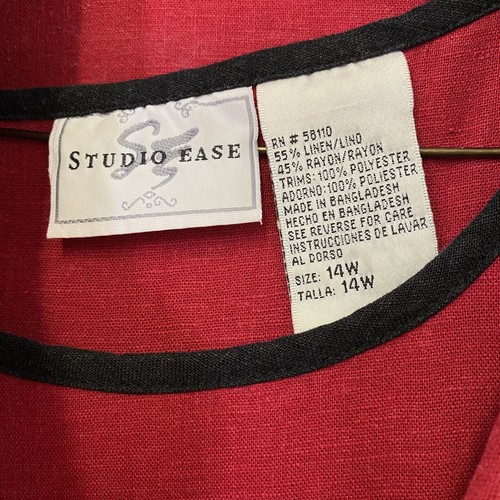 STUDIO EASE
RN # 58110
55% LINEN/LINO
45% RAYON/RAYON
TRIMS: 100% POLYESTER
ADORNO: 100% POLYESTER
MADE IN BANGLADESH
HECHO EN BANGLADESH
SEE REVERSE FOR CARE
INSTRUCCIONES DE LAVAR
AL DORSO
SIZE: 14W
TALLA: 14W